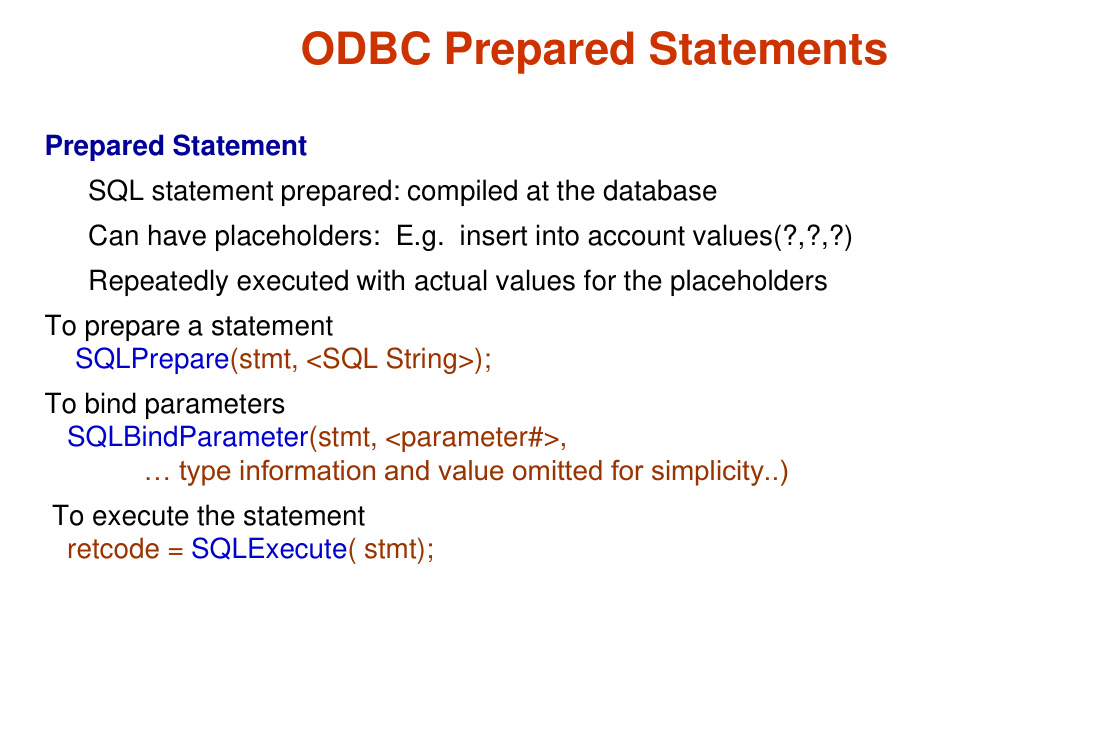 ODBC Prepared Statements
Prepared Statement
SQL statement prepared: compiled at the database
Can have placeholders:  E.g.  insert into account values(?,?,?)
Repeatedly executed with actual values for the placeholders
To prepare a statement
SQLPrepare(stmt, <SQL String>);
To bind parameters
SQLBindParameter(stmt, <parameter#>,
… type information and value omitted for simplicity..)
To execute the statement
retcode = SQLExecute( stmt);